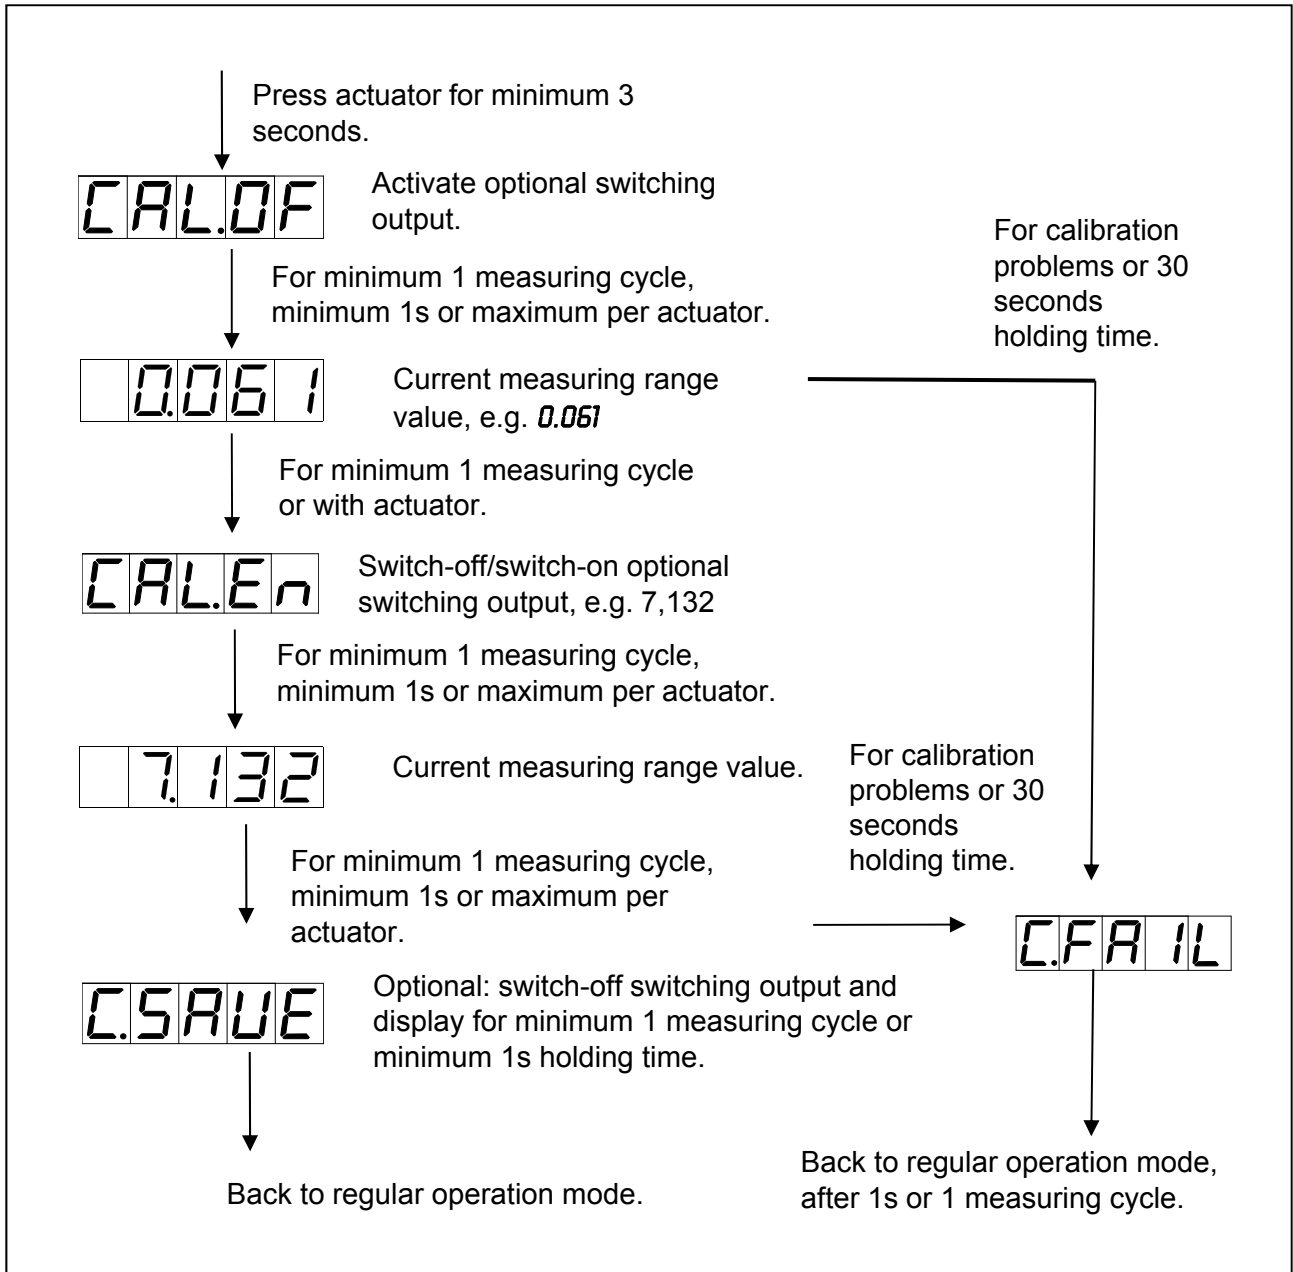 Press actuator for minimum 3
seconds.
CAL.OF
Activate optional switching
output.
For calibration
problems or 30
seconds
holding time.
For minimum 1 measuring cycle,
minimum 1s or maximum per actuator.
0.061
Current measuring range
value, e.g. 0.061
For minimum 1 measuring cycle
or with actuator.
CAL.En
Switch-off/switch-on optional
switching output, e.g. 7,132
For minimum 1 measuring cycle,
minimum 1s or maximum per actuator.
7.132
Current measuring range value.
For calibration
problems or 30
seconds
holding time.
For minimum 1 measuring cycle,
minimum 1s or maximum per
actuator.
C.FAIL
C.SAVE
Optional: switch-off switching output and
display for minimum 1 measuring cycle or
minimum 1s holding time.
Back to regular operation mode.
Back to regular operation mode,
after 1s or 1 measuring cycle.